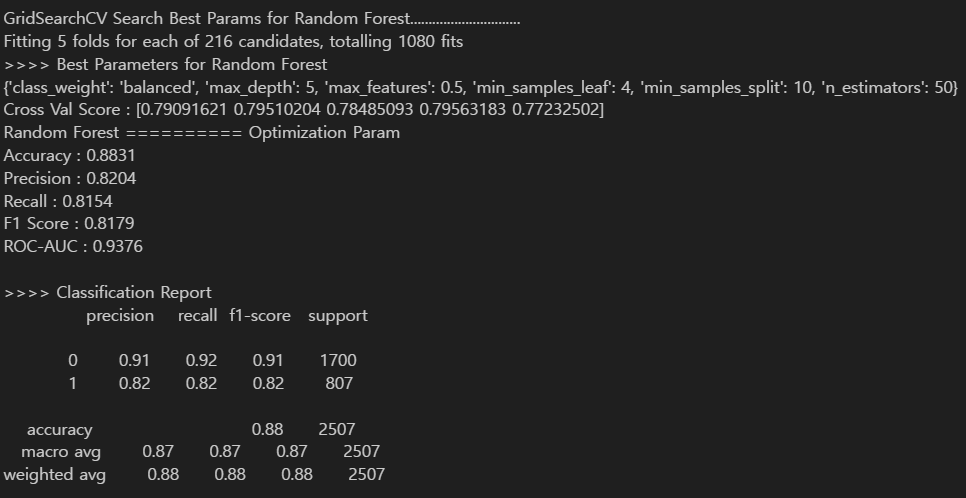 GridSearchCV Search Best Params for Random Forest..............................
Fitting 5 folds for each of 216 candidates, totalling 1080 fits
>>>> Best Parameters for Random Forest
{'class_weight': 'balanced', 'max_depth': 5, 'max_features': 0.5, 'min_samples_leaf': 4, 'min_samples_split': 10, 'n_estimators': 50}
Cross Val Score : [0.79091621 0.79510204 0.78485093 0.79563183 0.77232502]
Random Forest ========== Optimization Param
Accuracy : 0.8831
Precision : 0.8204
Recall : 0.8154
F1 Score : 0.8179
ROC-AUC : 0.9376
>>>> Classification Report
precision recall f1-score support
0 0.91 0.92 0.91 1700
1 0.82 0.82 0.82 807
accuracy 0.88 2507
macro avg 0.87 0.87 0.87 2507
weighted avg 0.88 0.88 0.88 2507